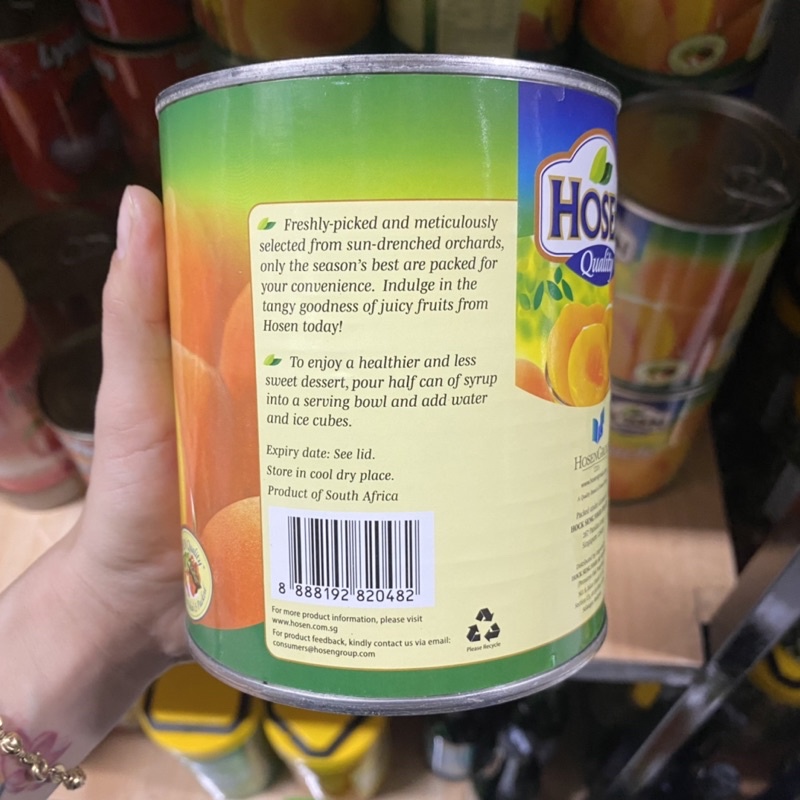 Freshly-picked and meticulously
selected from sun-drenched orchards,
only the season's best are packed for
your convenience. Indulge in the
tangy goodness of juicy fruits from
Hosen today!
To enjoy a healthier and less
sweet dessert, pour half can of syrup
into a serving bowl and add water
and ice cubes.
Expiry date: See lid.
Store in cool dry place.
Product of South Africa
8 888192 820482
For more product information, please visit
www.hosen.com.sg
For product feedback, kindly contact us via email:
consumers@hosengroup.com
Please Recycle
HOSE
Quality